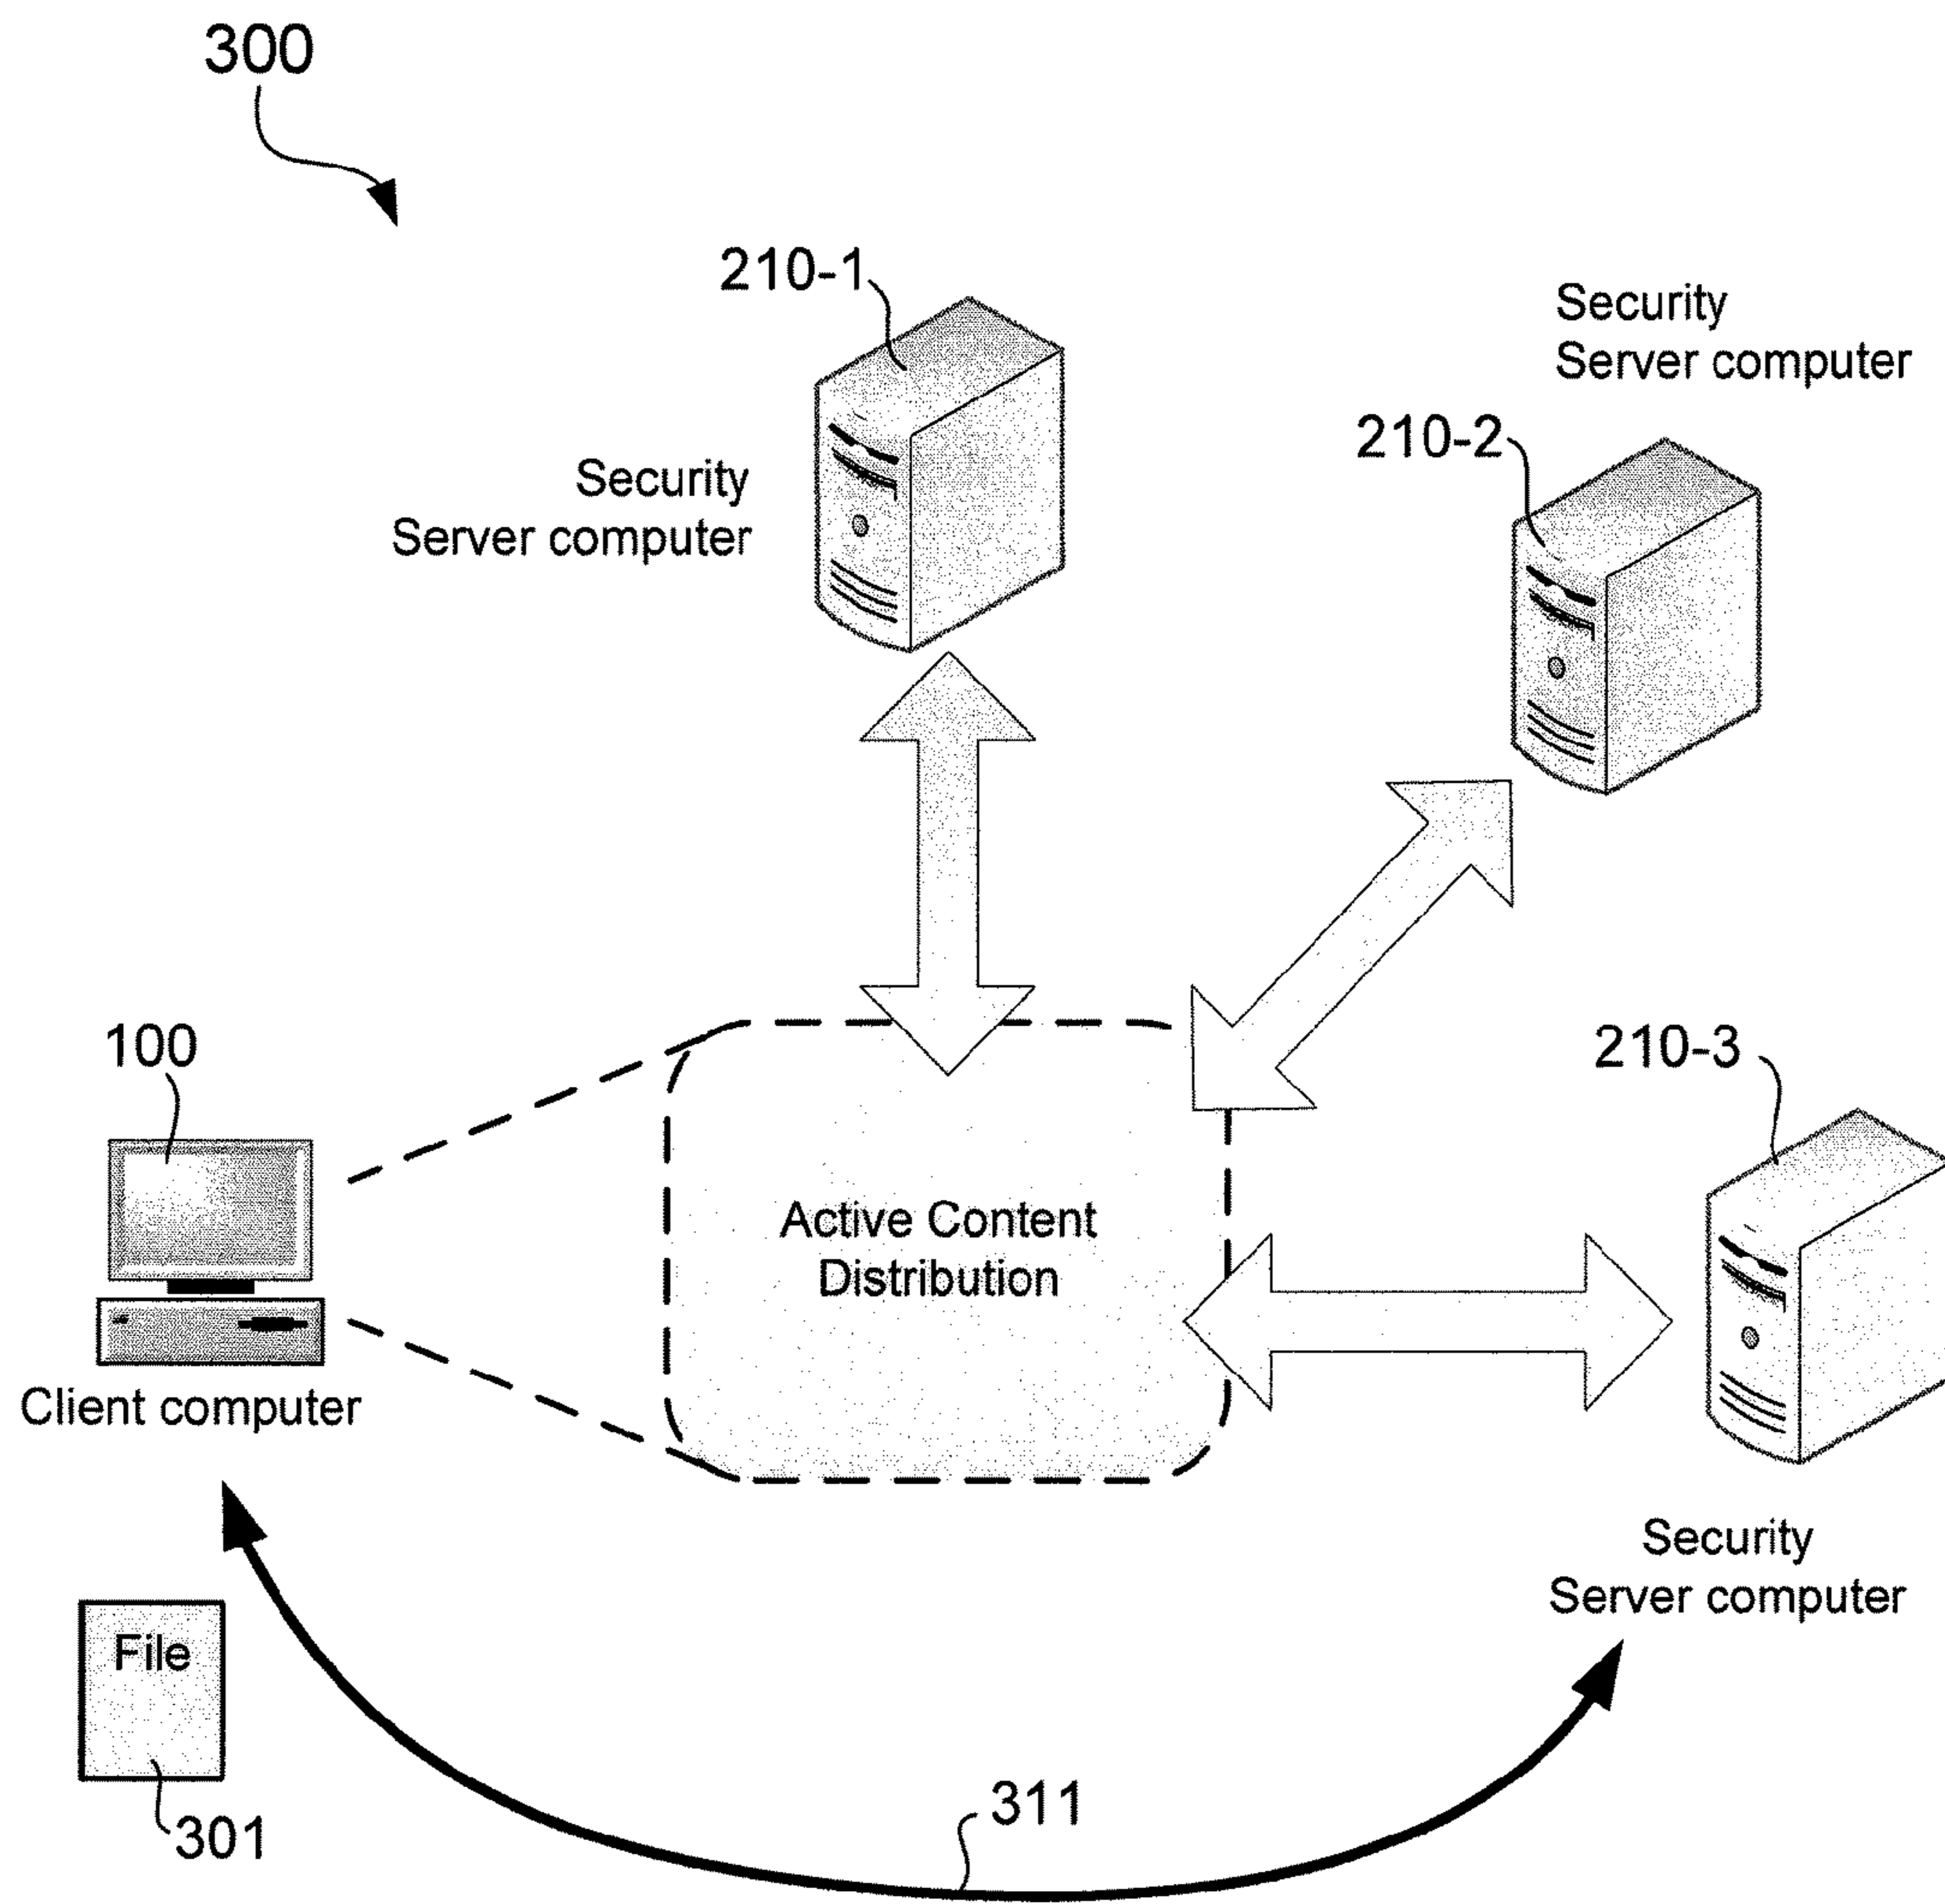 300
210-1
Security
Server computer
Security
Server computer
210-2
100
Client computer
Active Content
Distribution
210-3
Security
Server computer
File
301
311